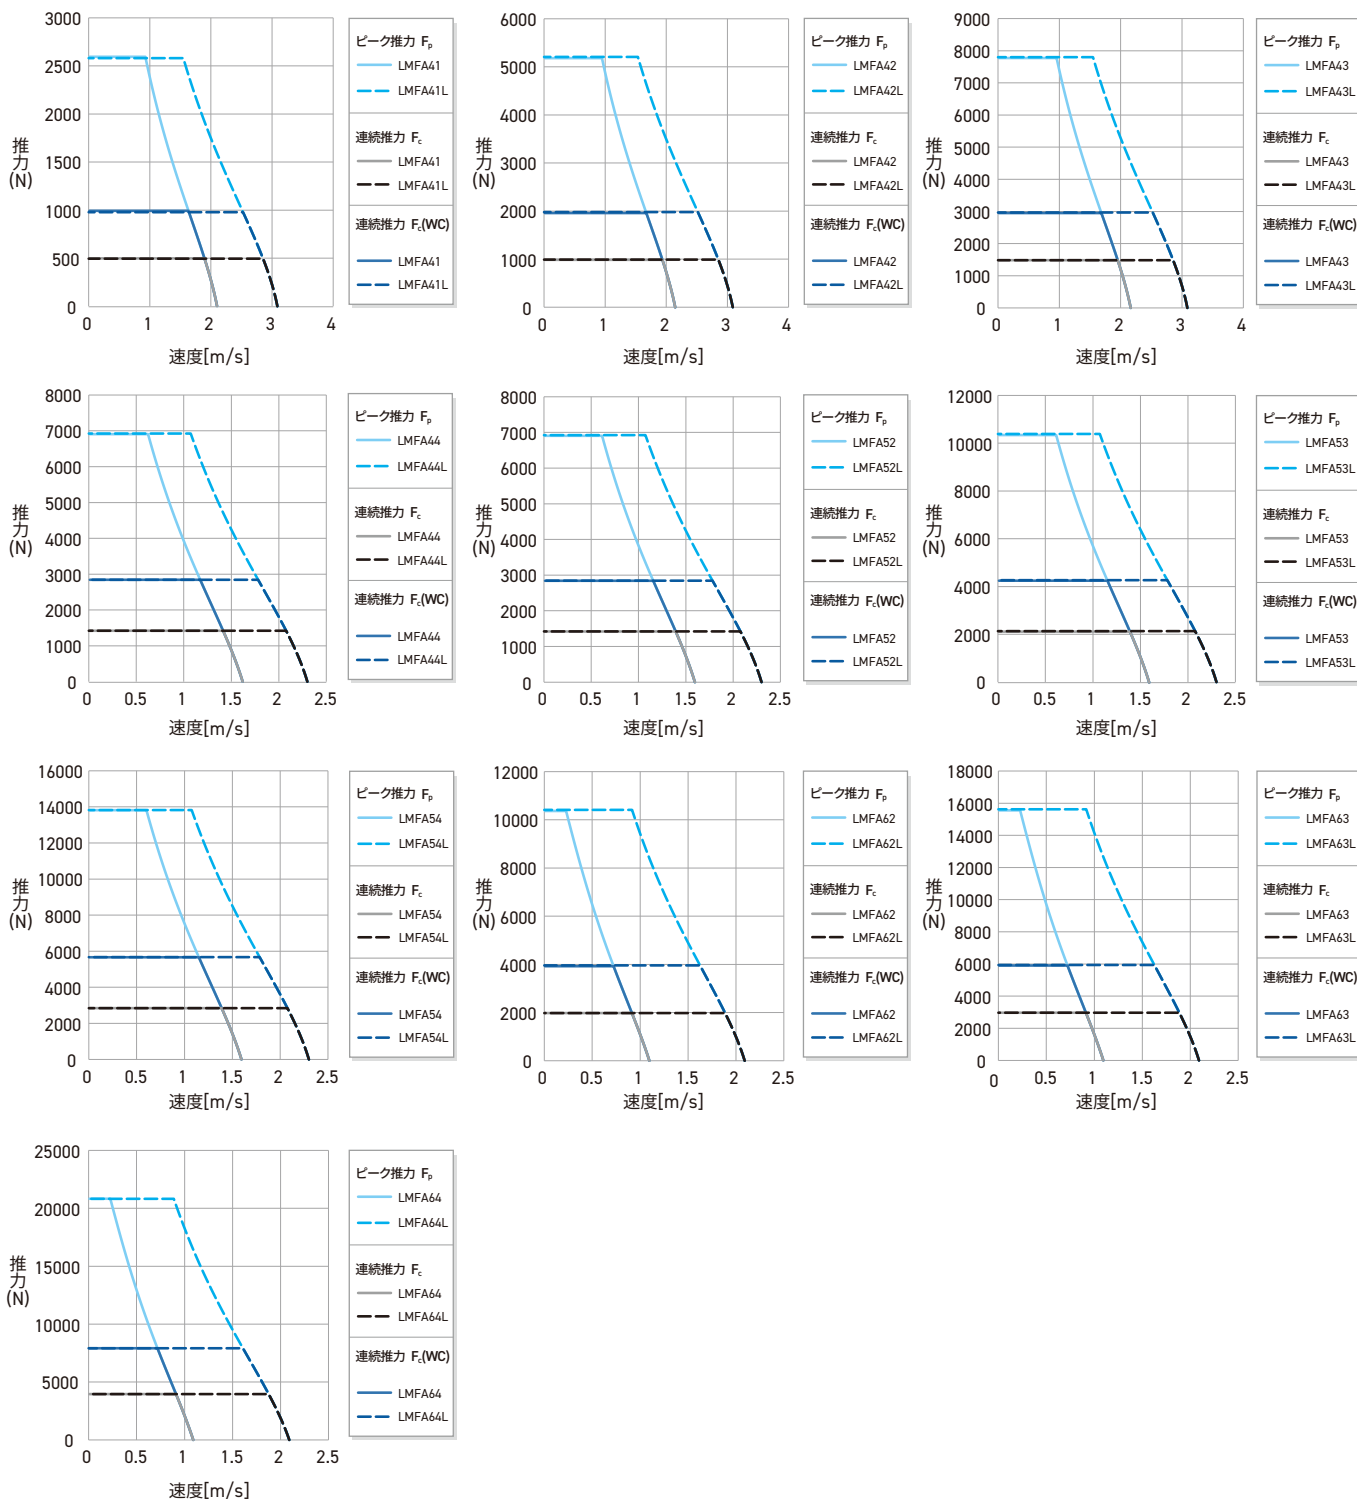 3000
2500
2000
1500
1000
500
0
推力(N)
0 1 2 3 4
速度[m/s]
ピーク推力 Fp
LMFA41
LMFA41L
連続推力 Fc
LMFA41
LMFA41L
連続推力 Fc(WC)
LMFA41
LMFA41L
6000
5000
4000
3000
2000
1000
0
推力(N)
0 1 2 3 4
速度[m/s]
ピーク推力 Fp
LMFA42
LMFA42L
連続推力 Fc
LMFA42
LMFA42L
連続推力 Fc(WC)
LMFA42
LMFA42L
9000
8000
7000
6000
5000
4000
3000
2000
1000
0
推力(N)
0 1 2 3 4
速度[m/s]
ピーク推力 Fp
LMFA43
LMFA43L
連続推力 Fc
LMFA43
LMFA43L
連続推力 Fc(WC)
LMFA43
LMFA43L
8000
7000
6000
5000
4000
3000
2000
1000
0
推力(N)
0 0.5 1 1.5 2 2.5
速度[m/s]
ピーク推力 Fp
LMFA44
LMFA44L
連続推力 Fc
LMFA44
LMFA44L
連続推力 Fc(WC)
LMFA44
LMFA44L
8000
7000
6000
5000
4000
3000
2000
1000
0
推力(N)
0 0.5 1 1.5 2 2.5
速度[m/s]
ピーク推力 Fp
LMFA52
LMFA52L
連続推力 Fc
LMFA52
LMFA52L
連続推力 Fc(WC)
LMFA52
LMFA52L
12000
10000
8000
6000
4000
2000
0
推力(N)
0 0.5 1 1.5 2 2.5
速度[m/s]
ピーク推力 Fp
LMFA53
LMFA53L
連続推力 Fc
LMFA53
LMFA53L
連続推力 Fc(WC)
LMFA53
LMFA53L
16000
14000
12000
10000
8000
6000
4000
2000
0
推力(N)
0 0.5 1 1.5 2 2.5
速度[m/s]
ピーク推力 Fp
LMFA54
LMFA54L
連続推力 Fc
LMFA54
LMFA54L
連続推力 Fc(WC)
LMFA54
LMFA54L
12000
10000
8000
6000
4000
2000
0
推力(N)
0 0.5 1 1.5 2 2.5
速度[m/s]
ピーク推力 Fp
LMFA62
LMFA62L
連続推力 Fc
LMFA62
LMFA62L
連続推力 Fc(WC)
LMFA62
LMFA62L
18000
16000
14000
12000
10000
8000
6000
4000
2000
0
推力(N)
0 0.5 1 1.5 2 2.5
速度[m/s]
ピーク推力 Fp
LMFA63
LMFA63L
連続推力 Fc
LMFA63
LMFA63L
連続推力 Fc(WC)
LMFA63
LMFA63L
25000
20000
15000
10000
5000
0
推力(N)
0 0.5 1 1.5 2 2.5
速度[m/s]
ピーク推力 Fp
LMFA64
LMFA64L
連続推力 Fc
LMFA64
LMFA64L
連続推力 Fc(WC)
LMFA64
LMFA64L